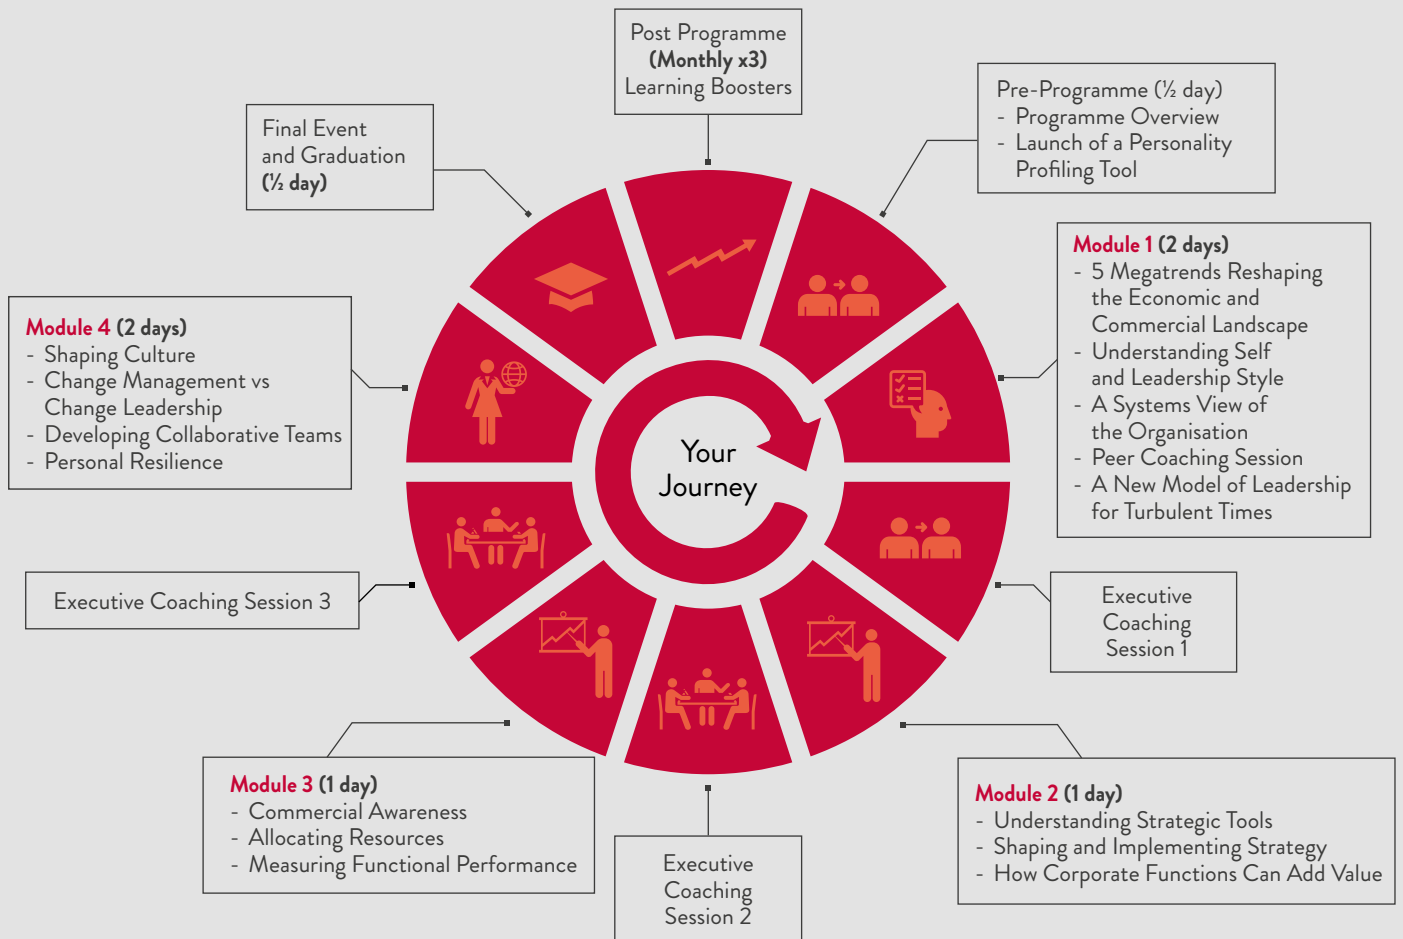 Post Programme
(Monthly x3)
Learning Boosters
Pre-Programme (½ day)
- Programme Overview
- Launch of a Personality
Profiling Tool
Module 1 (2 days)
- 5 Megatrends Reshaping
the Economic and
Commercial Landscape
- Understanding Self
and Leadership Style
- A Systems View of
the Organisation
- Peer Coaching Session
- A New Model of Leadership
for Turbulent Times
Executive
Coaching
Session 1
Module 2 (1 day)
- Understanding Strategic Tools
- Shaping and Implementing Strategy
- How Corporate Functions Can Add Value
Executive
Coaching
Session 2
Module 3 (1 day)
- Commercial Awareness
- Allocating Resources
- Measuring Functional Performance
Executive Coaching Session 3
Module 4 (2 days)
- Shaping Culture
- Change Management vs
Change Leadership
- Developing Collaborative Teams
- Personal Resilience
Final Event
and Graduation
(½ day)
Your
Journey